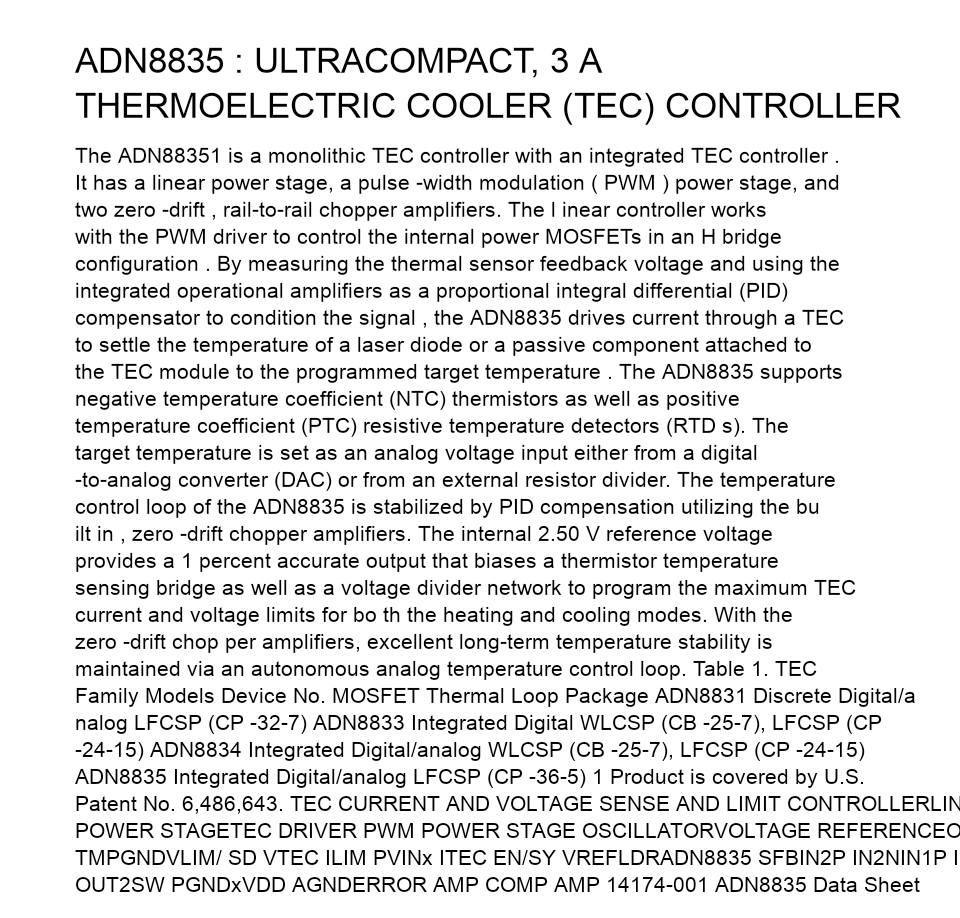 ADN8835 : ULTRACOMPACT, 3 A
THERMOELECTRIC COOLER (TEC) CONTROLLER
The ADN88351 is a monolithic TEC controller with an integrated TEC controller .
It has a linear power stage, a pulse -width modulation ( PWM ) power stage, and
two zero -drift , rail-to-rail chopper amplifiers. The l inear controller works
with the PWM driver to control the internal power MOSFETs in an H bridge
configuration . By measuring the thermal sensor feedback voltage and using the
integrated operational amplifiers as a proportional integral differential (PID)
compensator to condition the signal , the ADN8835 drives current through a TEC
to settle the temperature of a laser diode or a passive component attached to
the TEC module to the programmed target temperature . The ADN8835 supports
negative temperature coefficient (NTC) thermistors as well as positive
temperature coefficient (PTC) resistive temperature detectors (RTD s). The
target temperature is set as an analog voltage input either from a digital
-to-analog converter (DAC) or from an external resistor divider. The temperature
control loop of the ADN8835 is stabilized by PID compensation utilizing the bu
ilt in , zero -drift chopper amplifiers. The internal 2.50 V reference voltage
provides a 1 percent accurate output that biases a thermistor temperature
sensing bridge as well as a voltage divider network to program the maximum TEC
current and voltage limits for bo th the heating and cooling modes. With the
zero -drift chop per amplifiers, excellent long-term temperature stability is
maintained via an autonomous analog temperature control loop. Table 1. TEC
Family Models Device No. MOSFET Thermal Loop Package ADN8831 Discrete Digital/a
nalog LFCSP (CP -32-7) ADN8833 Integrated Digital WLCSP (CB -25-7), LFCSP (CP
-24-15) ADN8834 Integrated Digital/analog WLCSP (CB -25-7), LFCSP (CP -24-15)
ADN8835 Integrated Digital/analog LFCSP (CP -36-5) 1 Product is covered by U.S.
Patent No. 6,486,643. TEC CURRENT AND VOLTAGE SENSE AND LIMIT CONTROLLERLIN
POWER STAGETEC DRIVER PWM POWER STAGE OSCILLATORVOLTAGE REFERENCEO
TMPGNDVLIM/ SD VTEC ILIM PVINx ITEC EN/SY VREFLDRADN8835 SFBIN2P IN2NIN1P I
OUT2SW PGNDxVDD AGNDERROR AMP COMP AMP 14174-001 ADN8835 Data Sheet